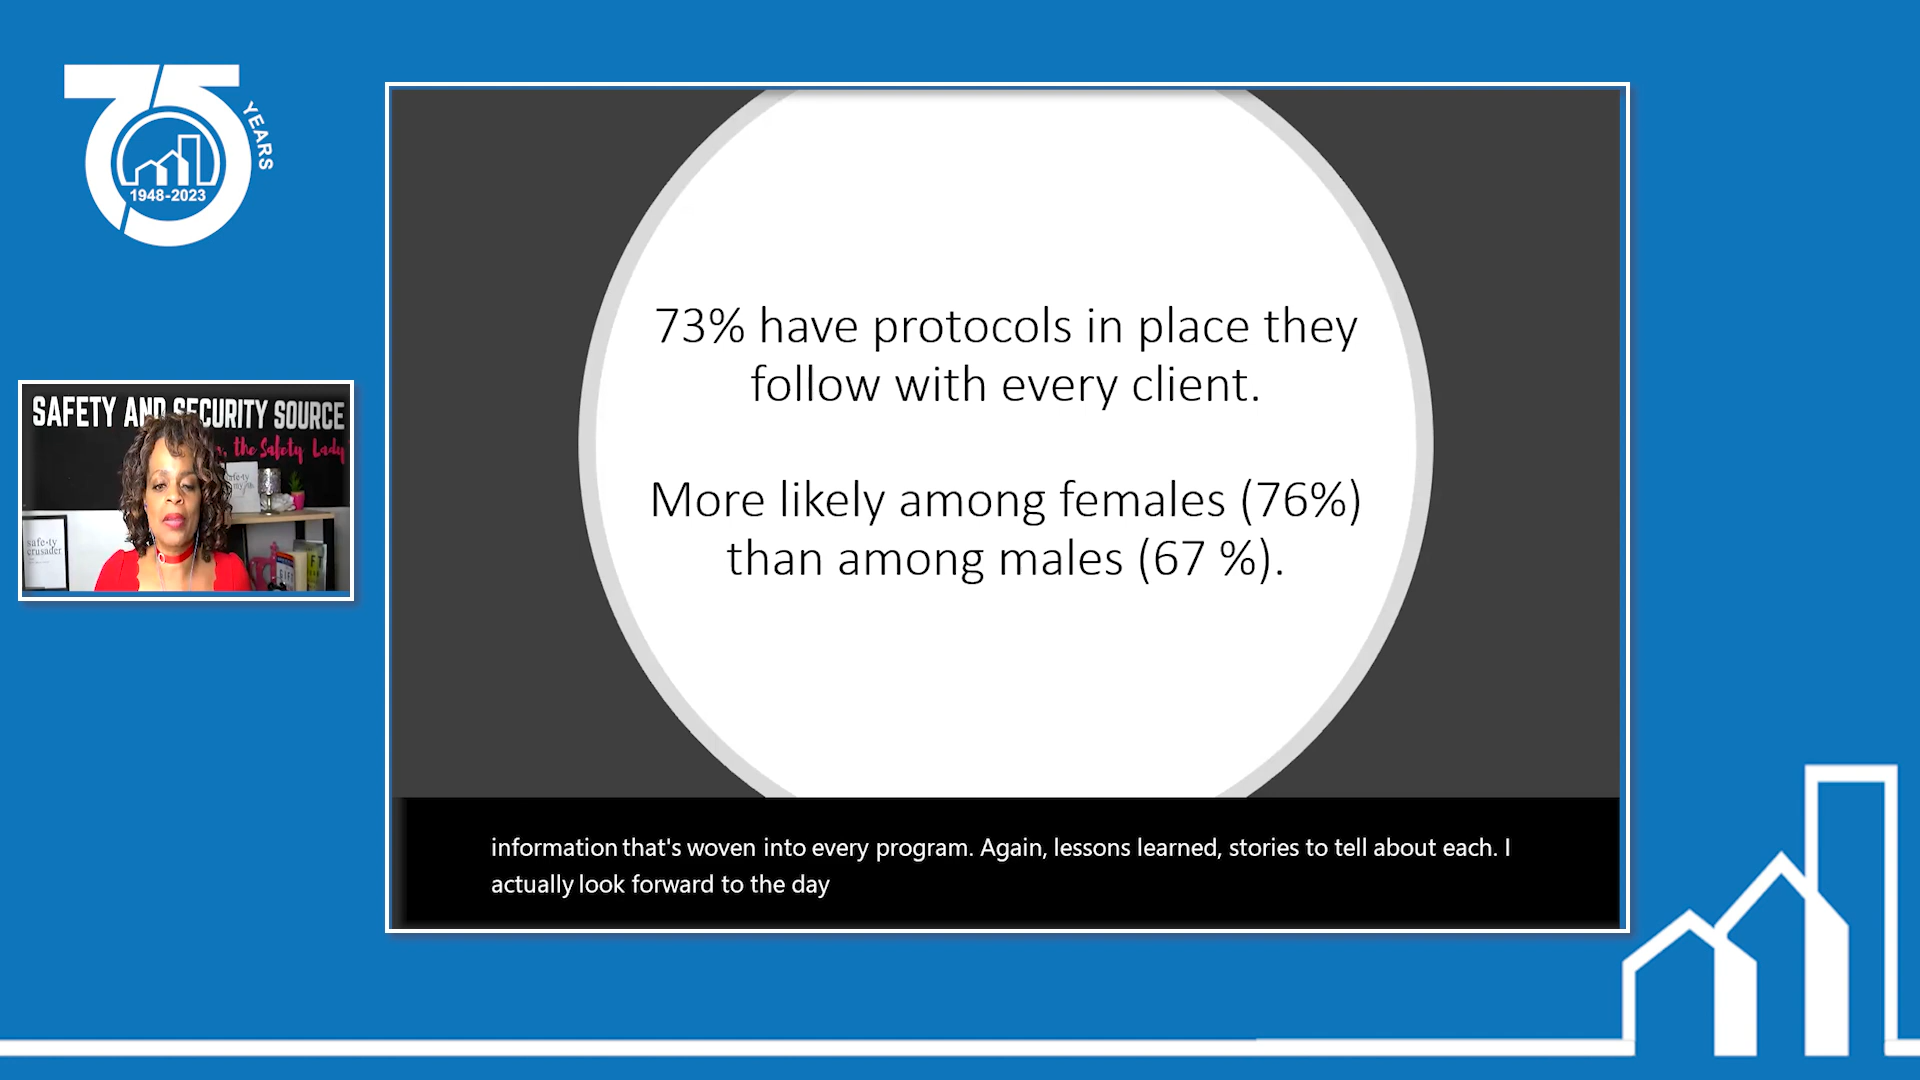 75
YEARS
1948-2023
SAFETY AND SECURITY SOURCE
the Safety Lady
safe·ty
crusader
73% have protocols in place they
follow with every client.
More likely among females (76%)
than among males (67 %).
information that's woven into every program. Again, lessons learned, stories to tell about each. I
actually look forward to the day